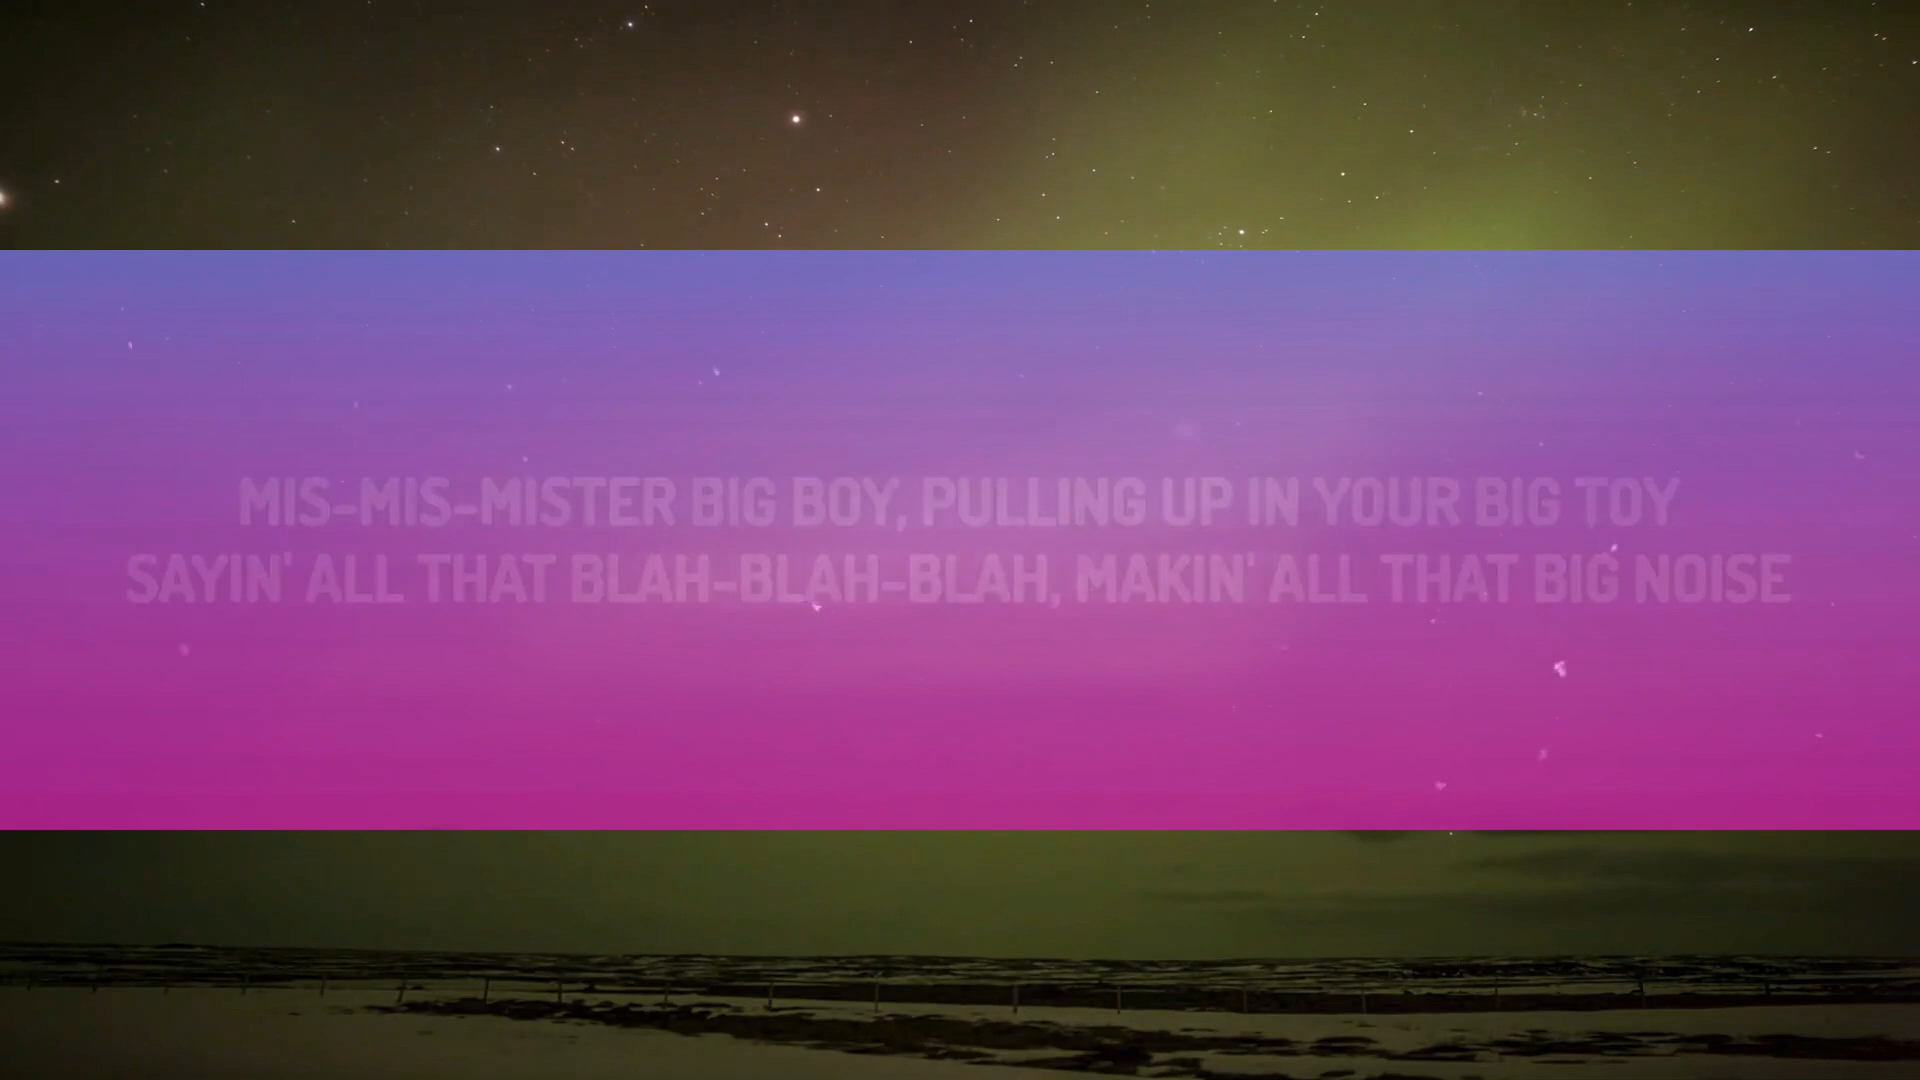 MIS-MIS-MISTER BIG BOY, PULLING UP IN YOUR BIG TOY
SAYIN' ALL THAT BLAH-BLAH-BLAH, MAKIN' ALL THAT BIG NOISE